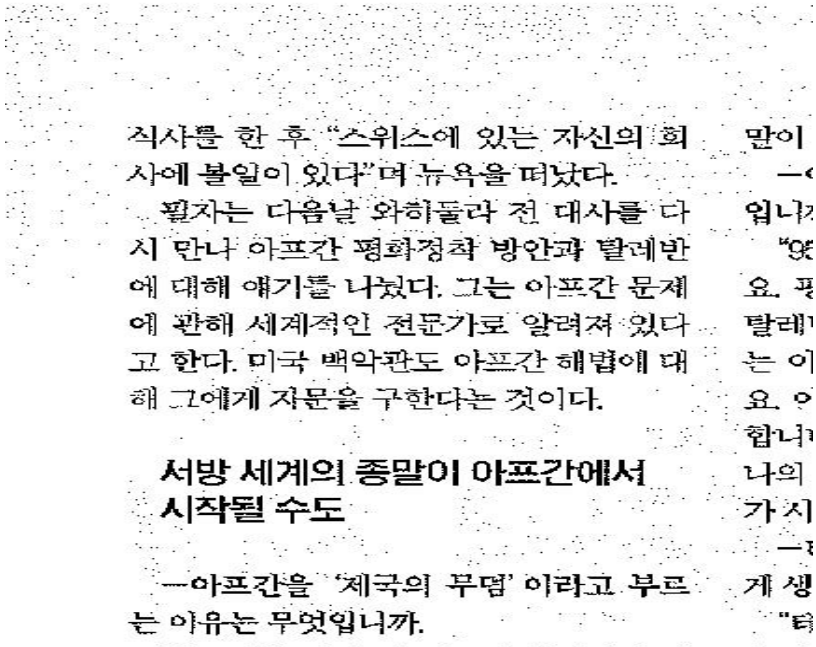 식사를 한 후 “스위스에 있는 자신의 회
사에 볼일이 있다”며 뉴욕을 떠났다.
필자는 다음날 와히둘라 전 대사를 다
시 만나 아프간 평화정착 방안과 탈레반
에 대해 얘기를 나눴다. 그는 아프간 문제
에 관해 세계적인 전문가로 알려져 있다
고 한다. 미국 백악관도 아프간 해법에 대
해 그에게 자문을 구한다는 것이다.
서방 세계의 종말이 아프간에서
시작될 수도
―아프간을 ‘제국의 무덤’이라고 부르
는 이유는 무엇입니까.
말이
입니까
요.
는
요.
합니다
나의
가 시
게 생